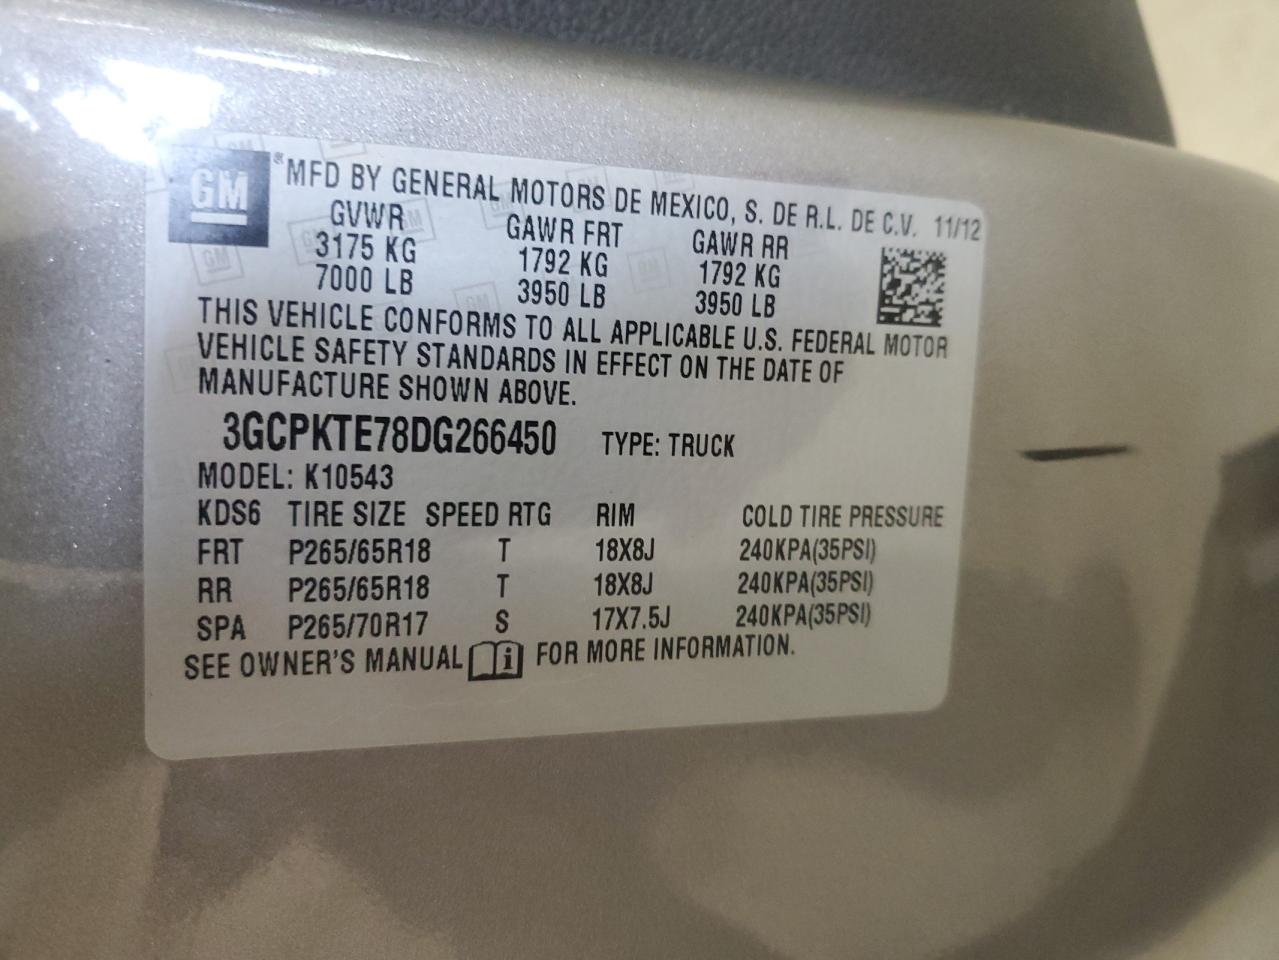 GM ® MFD BY GENERAL MOTORS DE MEXICO, S. DE R.L. DE C.V. 11/12
GVWR GAWR FRT GAWR RR
3175 KG 1792 KG 1792 KG
7000 LB 3950 LB 3950 LB
THIS VEHICLE CONFORMS TO ALL APPLICABLE U.S. FEDERAL MOTOR
VEHICLE SAFETY STANDARDS IN EFFECT ON THE DATE OF
MANUFACTURE SHOWN ABOVE.
3GCPKTE78DG266450 TYPE: TRUCK
MODEL: K10543
KDS6 TIRE SIZE SPEED RTG RIM COLD TIRE PRESSURE
FRT P265/65R18 T 18X8J 240KPA(35PSI)
RR P265/65R18 T 18X8J 240KPA(35PSI)
SPA P265/70R17 S 17X7.5J 240KPA(35PSI)
SEE OWNER'S MANUAL i FOR MORE INFORMATION.